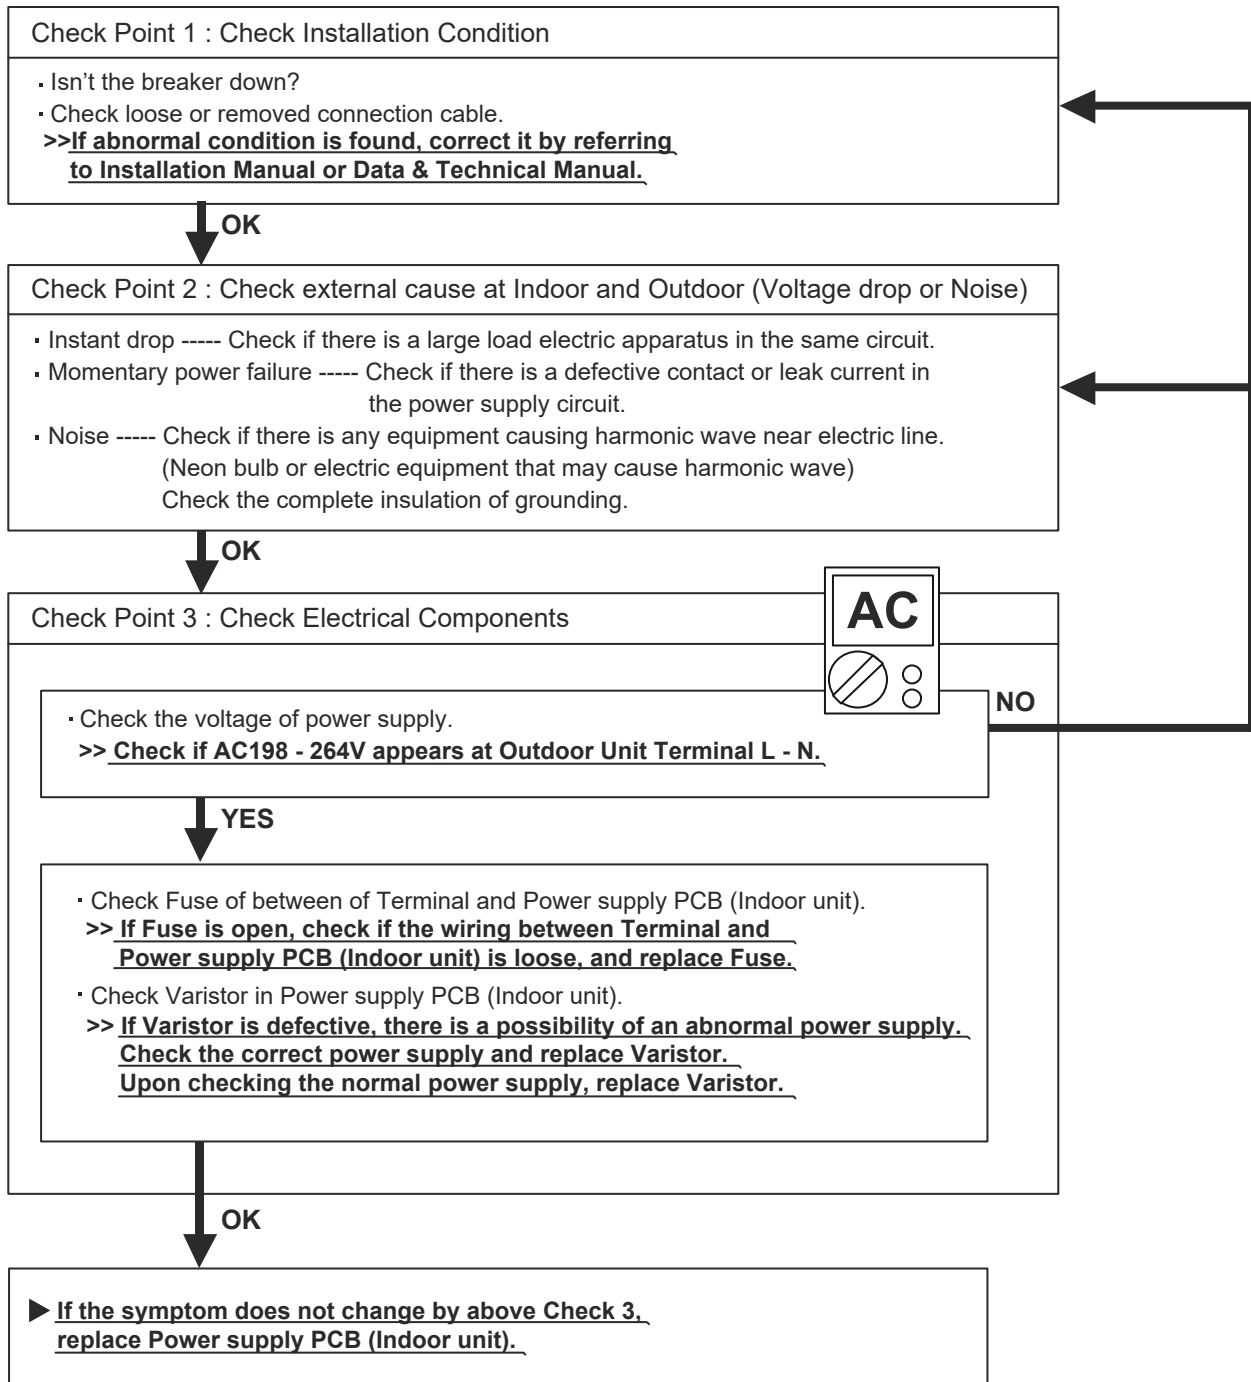 Check Point 1 : Check Installation Condition
· Isn't the breaker down?
· Check loose or removed connection cable.
>>If abnormal condition is found, correct it by referring
to Installation Manual or Data & Technical Manual.
OK
Check Point 2 : Check external cause at Indoor and Outdoor (Voltage drop or Noise)
· Instant drop ----- Check if there is a large load electric apparatus in the same circuit.
· Momentary power failure ----- Check if there is a defective contact or leak current in
the power supply circuit.
· Noise ----- Check if there is any equipment causing harmonic wave near electric line.
(Neon bulb or electric equipment that may cause harmonic wave)
Check the complete insulation of grounding.
OK
Check Point 3 : Check Electrical Components
AC
· Check the voltage of power supply.
>> Check if AC198 - 264V appears at Outdoor Unit Terminal L - N.
NO
YES
· Check Fuse of between of Terminal and Power supply PCB (Indoor unit).
>> If Fuse is open, check if the wiring between Terminal and
Power supply PCB (Indoor unit) is loose, and replace Fuse.
· Check Varistor in Power supply PCB (Indoor unit).
>> If Varistor is defective, there is a possibility of an abnormal power supply.
Check the correct power supply and replace Varistor.
Upon checking the normal power supply, replace Varistor.
OK
▶ If the symptom does not change by above Check 3,
replace Power supply PCB (Indoor unit).